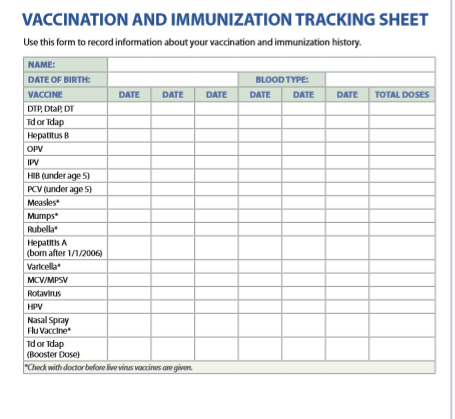 VACCINATION AND IMMUNIZATION TRACKING SHEET
Use this form to record information about your vaccination and immunization history.
NAME:
DATE OF BIRTH: BLOOD TYPE:
VACCINE DATE DATE DATE DATE DATE DATE TOTAL DOSES
DTP, DtaP, DT
Td or Tdap
Hepatitus B
OPV
IPV
HIB (under age 5)
PCV (under age 5)
Measles*
Mumps*
Rubella*
Hepatitis A
(born after 1/1/2006)
Varicella*
MCV/MPSV
Rotavirus
HPV
Nasal Spray
Flu Vaccine*
Td or Tdap
(Booster Dose)
*Check with doctor before live virus vaccines are given.